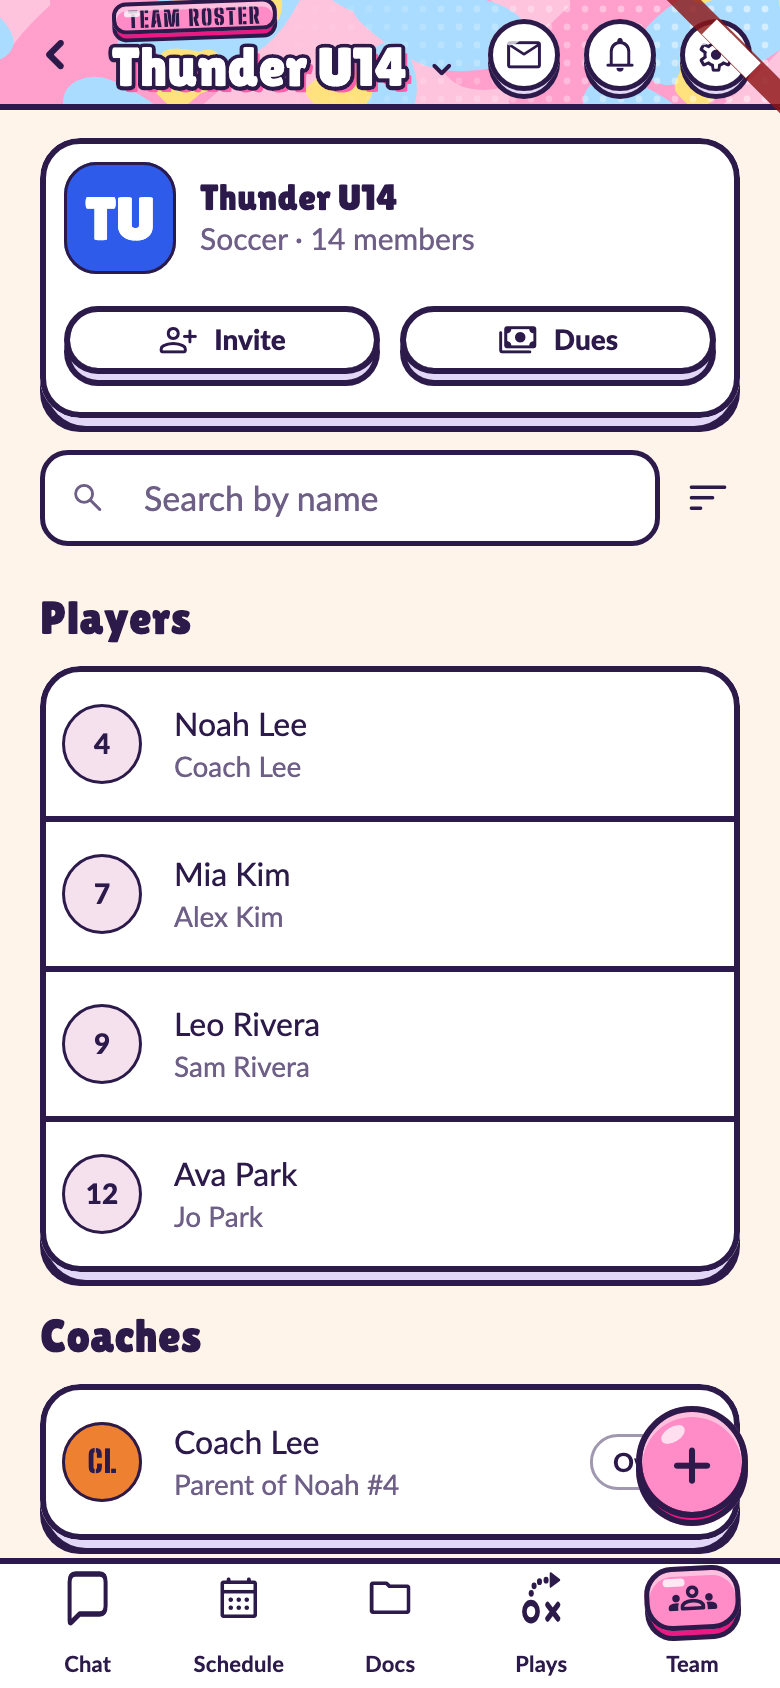 TEAM ROSTER
Thunder U14
TU
Thunder U14
Soccer · 14 members
Invite
Dues
Search by name
Players
4
Noah Lee
Coach Lee
7
Mia Kim
Alex Kim
9
Leo Rivera
Sam Rivera
12
Ava Park
Jo Park
Coaches
CL
Coach Lee
Parent of Noah #4
Chat
Schedule
Docs
Plays
Team